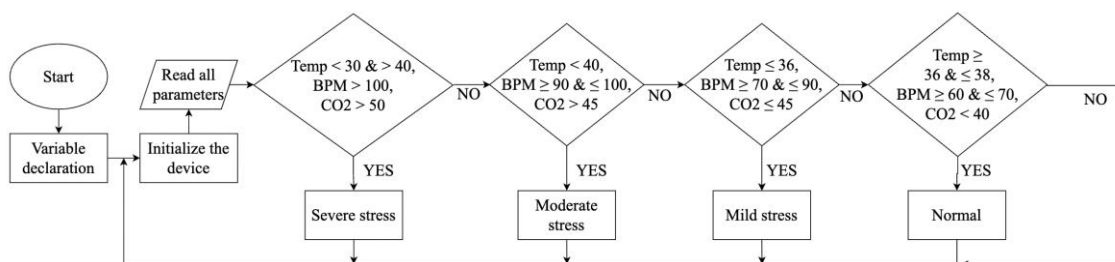 Start
Variable
declaration
Initialize the
device
Read all
parameters
Temp < 30 & > 40,
BPM > 100,
CO2 > 50
NO
YES
Severe stress
Temp < 40,
BPM ≥ 90 & ≤ 100,
CO2 > 45
NO
YES
Moderate
stress
Temp ≤ 36,
BPM ≥ 70 & ≤ 90,
CO2 ≤ 45
NO
YES
Mild stress
Temp ≥
36 & ≤ 38,
BPM ≥ 60 & ≤ 70,
CO2 < 40
NO
YES
Normal